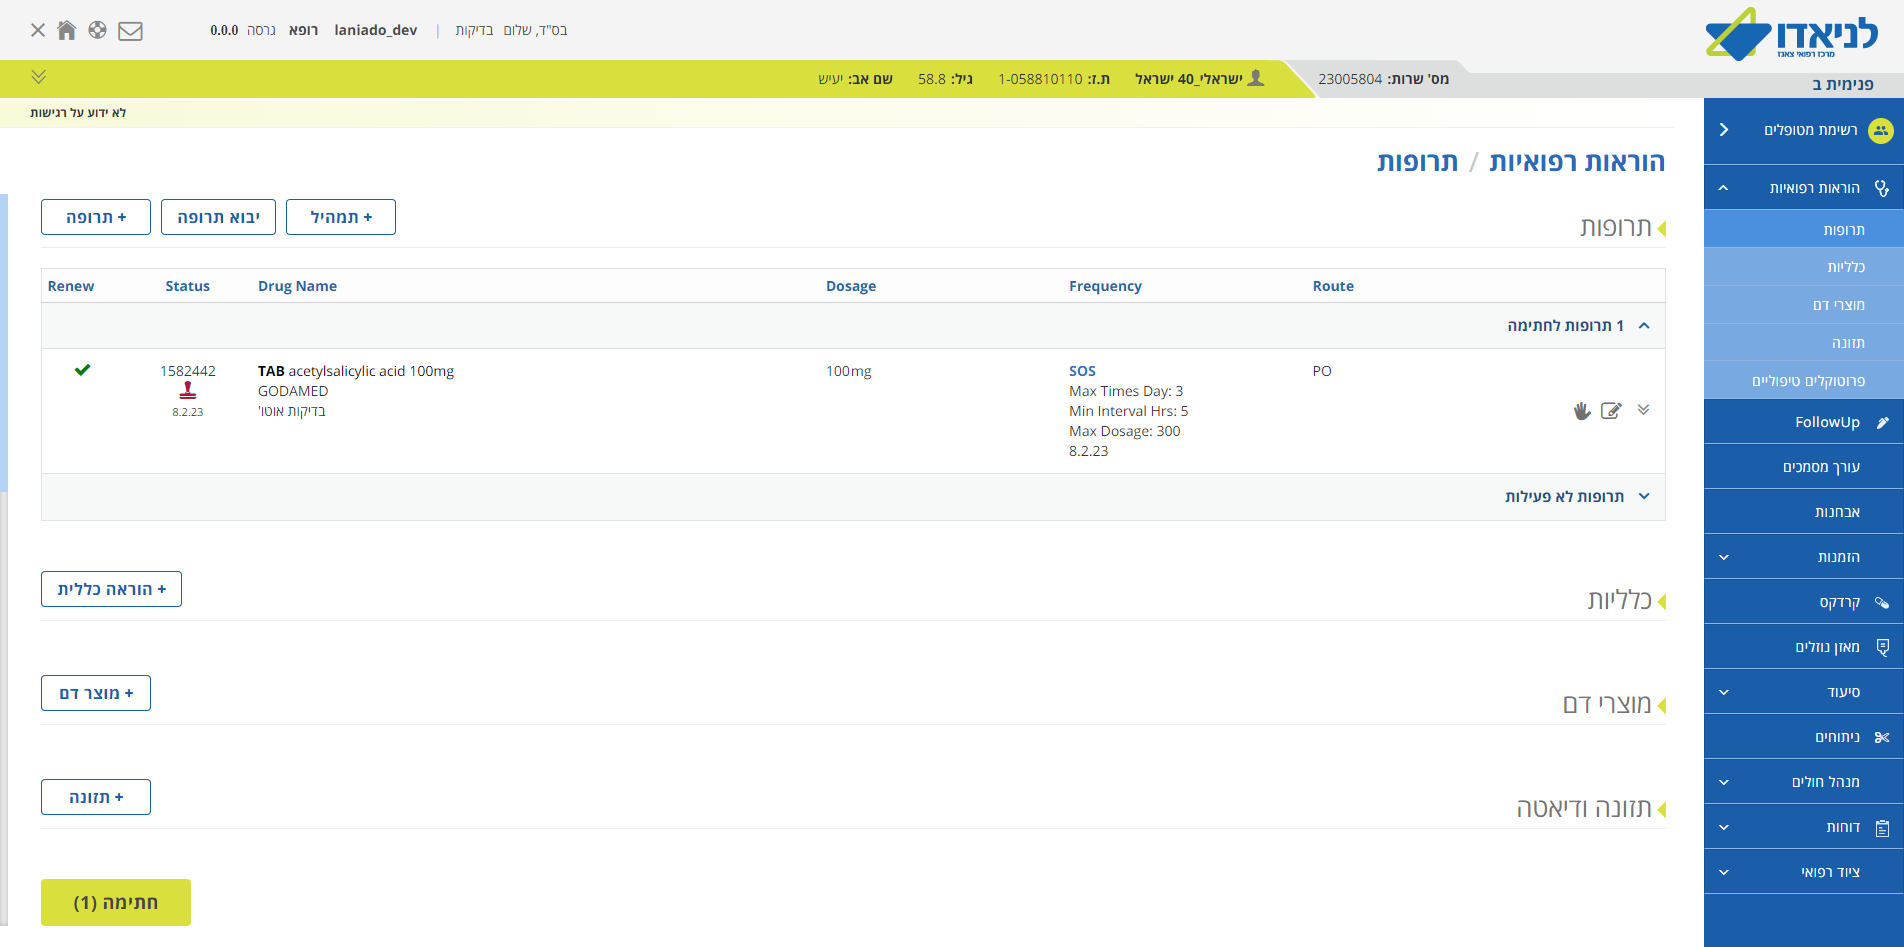 לניאדו
מרכז רפואי צאנז
בס"ד, שלום בדיקות | laniado_dev רופא גרסה 0.0.0
פנימית ב
מס' שרות: 23005804
ישראלי_40 ישראל ת.ז: 1-058810110 גיל: 58.8 שם אב: יעיש
לא ידוע על רגישות
רשימת מטופלים
הוראות רפואיות
תרופות
כלליות
מוצרי דם
תזונה
פרוטוקלים טיפוליים
FollowUp
עורך מסמכים
אבחנות
הזמנות
קרדקס
מאזן נוזלים
סיעוד
ניתוחים
מנהל חולים
דוחות
ציוד רפואי
הוראות רפואיות / תרופות
תרופות
+ תמהיל
יבוא תרופה
+ תרופה
Renew Status Drug Name Dosage Frequency Route
1 תרופות לחתימה
1582442 TAB acetylsalicylic acid 100mg 100mg SOS PO
GODAMED Max Times Day: 3
8.2.23 בדיקות אוטו' Min Interval Hrs: 5
Max Dosage: 300
8.2.23
תרופות לא פעילות
כלליות
+ הוראה כללית
מוצרי דם
+ מוצר דם
תזונה ודיאטה
+ תזונה
חתימה (1)